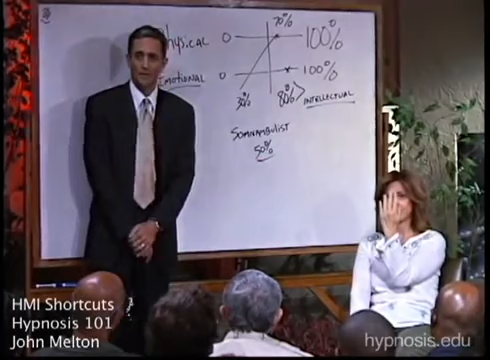 Physical 0 70% 100%
Emotional 0 100%
30% 80% > Intellectual
Somnambulist
50%
HMI Shortcuts
Hypnosis 101
John Melton
hypnosis.edu